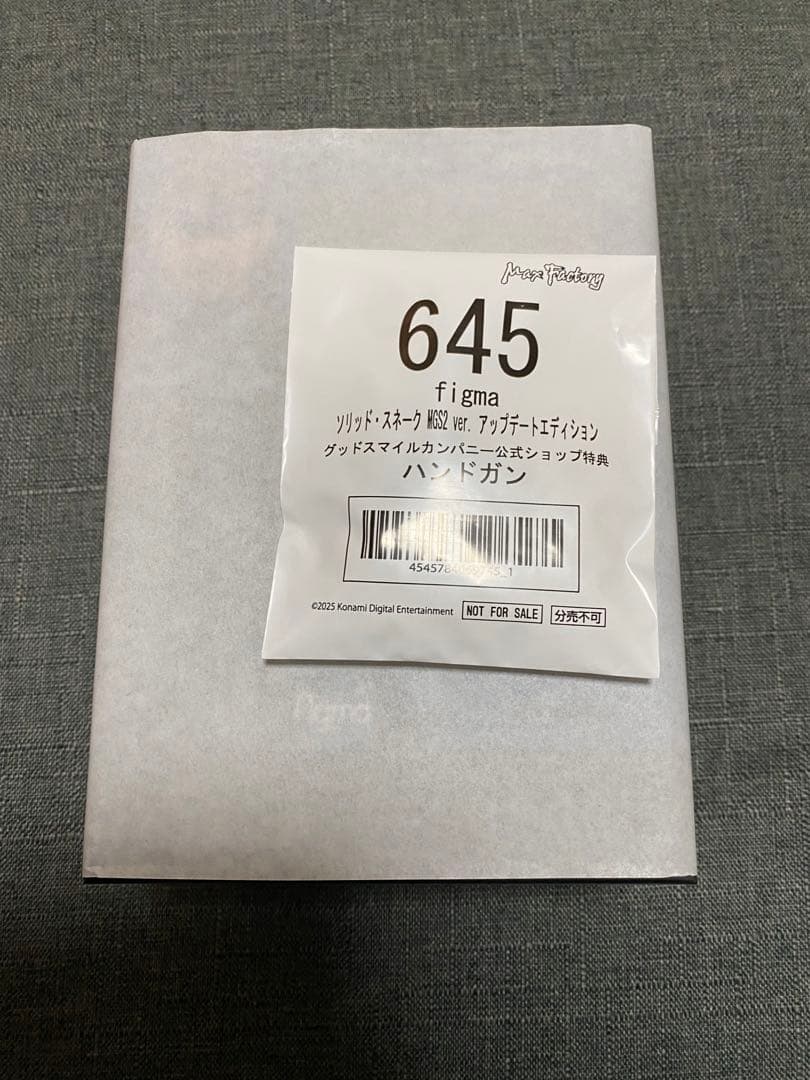 Max Factory
645
figma
ソリッド・スネーク MGS2 ver. アップデートエディション
グッドスマイルカンパニー公式ショップ特典
ハンドガン
©2025 Konami Digital Entertainment
NOT FOR SALE
分売不可
figma